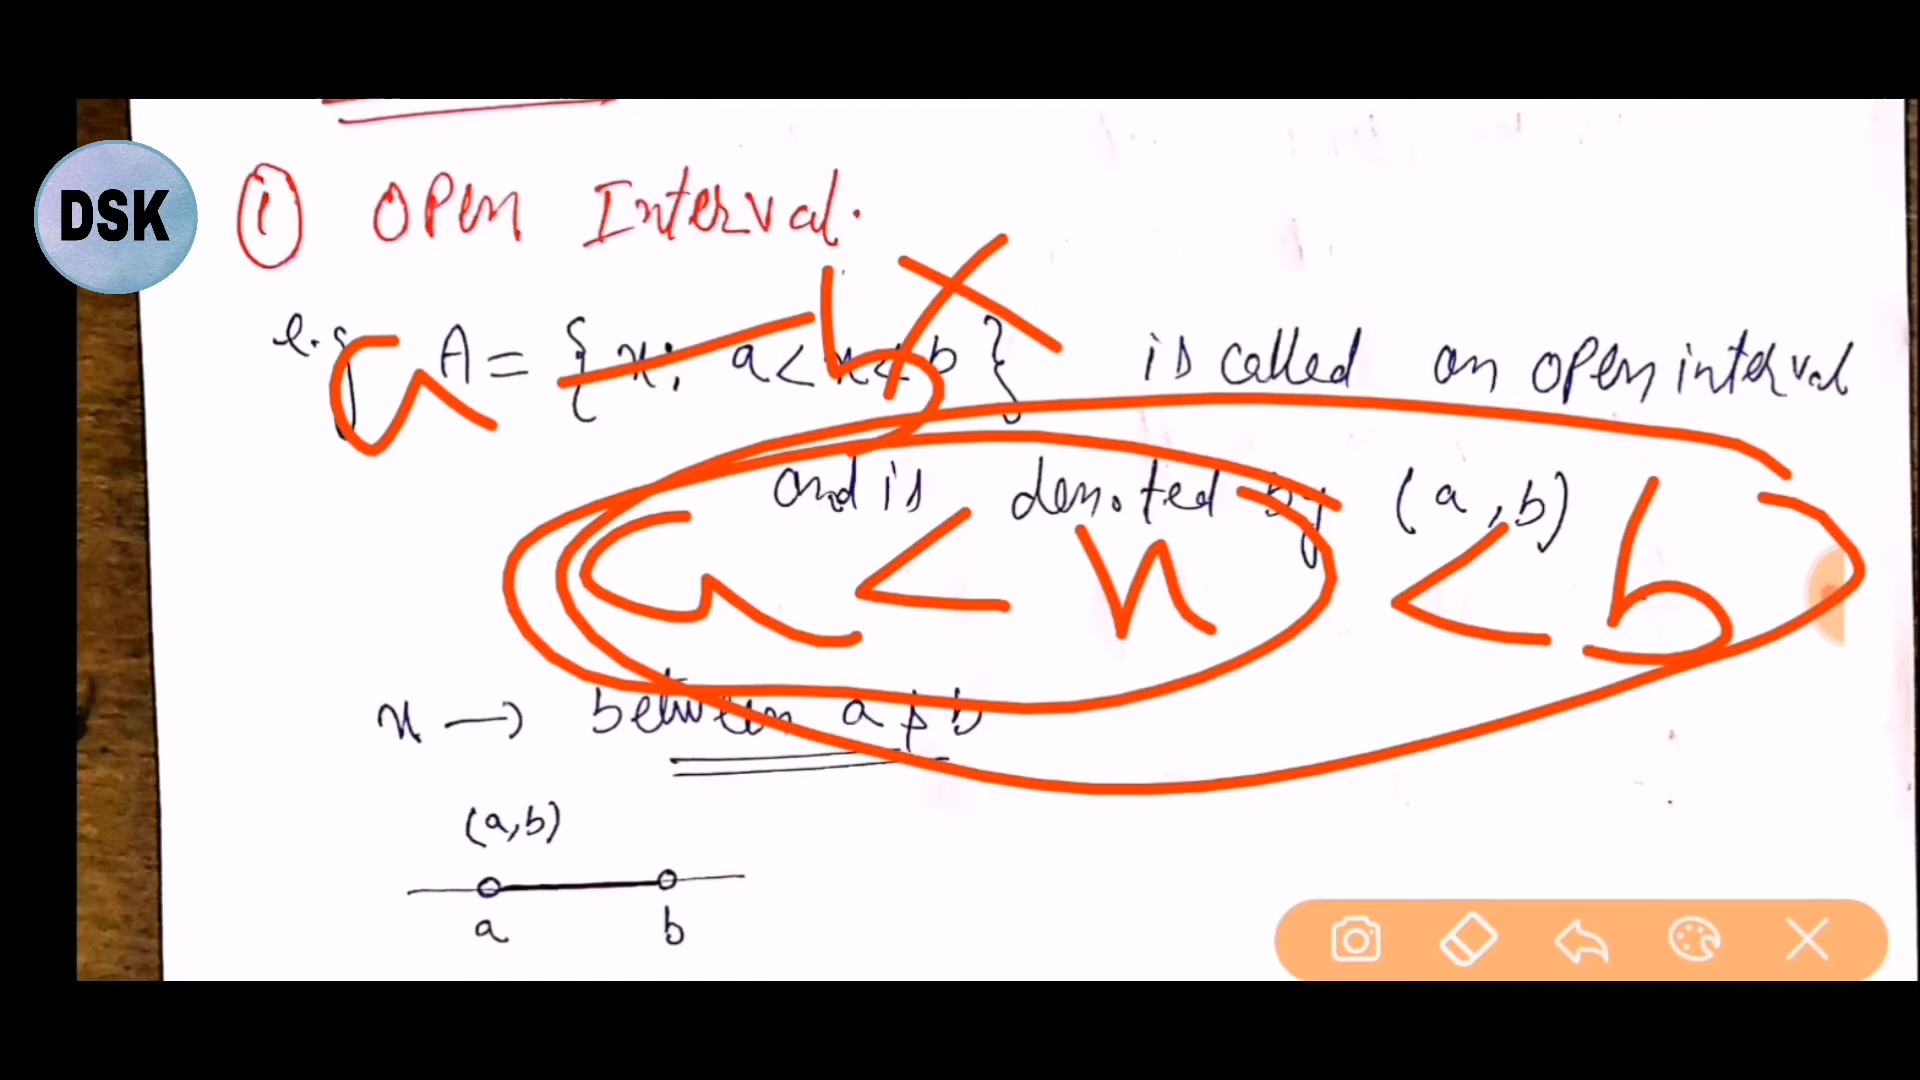 DSK
① Open Interval.
e.g A = { x : a < x < b } is called an open interval
and is denoted by (a, b)
a - b x
a < x < b
x → between a & b
(a,b)
a b